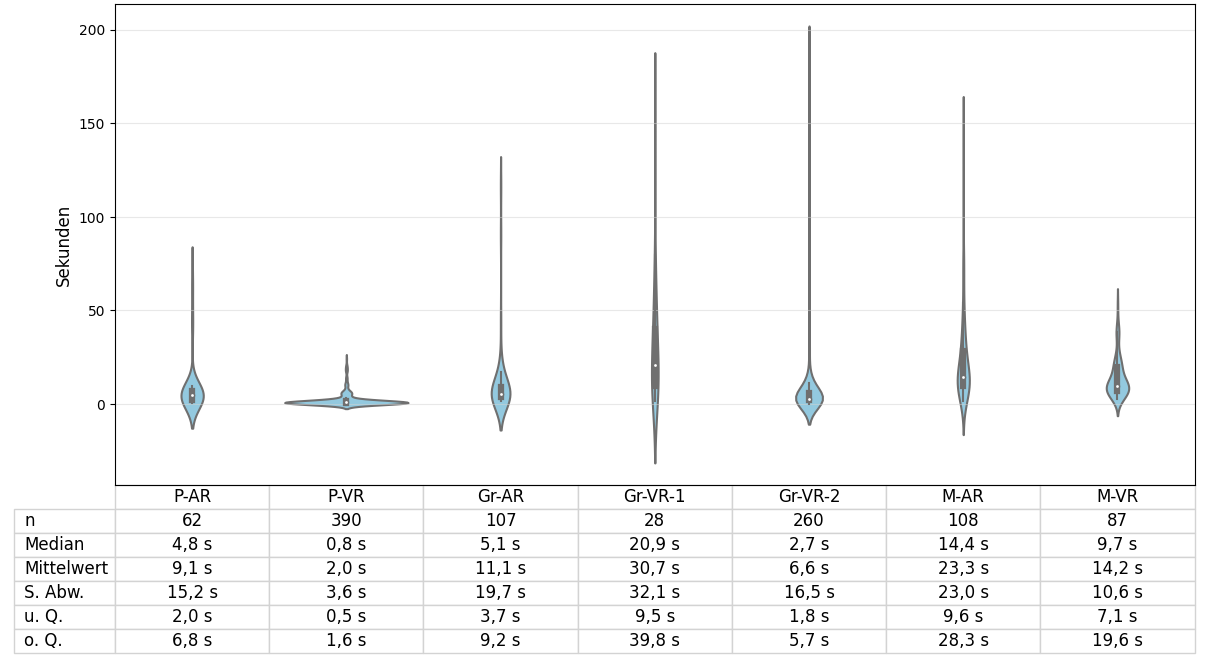 200
150
100
50
0
Sekunden
P-AR P-VR Gr-AR Gr-VR-1 Gr-VR-2 M-AR M-VR
n 62 390 107 28 260 108 87
Median 4,8 s 0,8 s 5,1 s 20,9 s 2,7 s 14,4 s 9,7 s
Mittelwert 9,1 s 2,0 s 11,1 s 30,7 s 6,6 s 23,3 s 14,2 s
S. Abw. 15,2 s 3,6 s 19,7 s 32,1 s 16,5 s 23,0 s 10,6 s
u. Q. 2,0 s 0,5 s 3,7 s 9,5 s 1,8 s 9,6 s 7,1 s
o. Q. 6,8 s 1,6 s 9,2 s 39,8 s 5,7 s 28,3 s 19,6 s